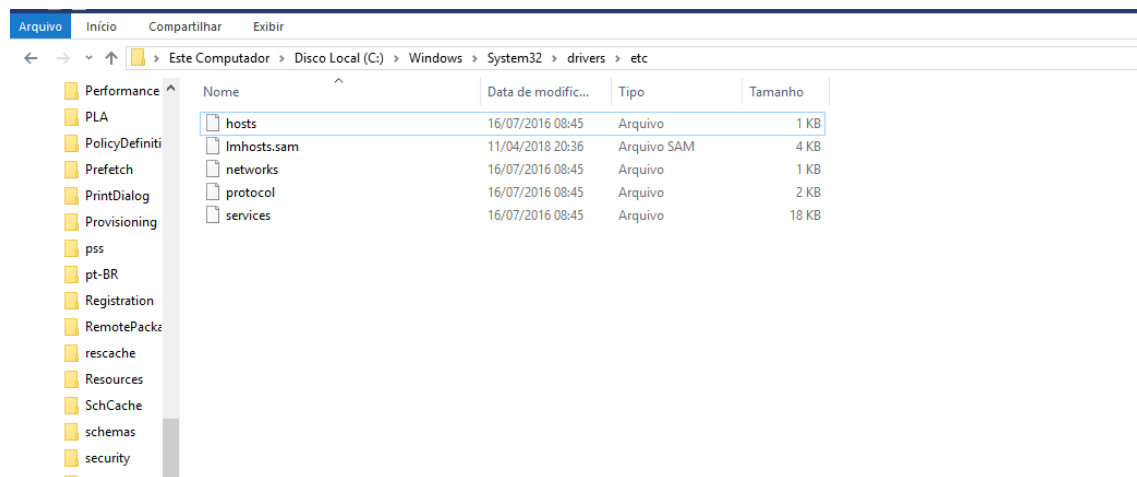 Arquivo Início Compartilhar Exibir
Este Computador > Disco Local (C:) > Windows > System32 > drivers > etc
Performance
PLA
PolicyDefiniti
Prefetch
PrintDialog
Provisioning
pss
pt-BR
Registration
RemotePacka
rescache
Resources
SchCache
schemas
security
Nome Data de modific... Tipo Tamanho
hosts 16/07/2016 08:45 Arquivo 1 KB
lmhosts.sam 11/04/2018 20:36 Arquivo SAM 4 KB
networks 16/07/2016 08:45 Arquivo 1 KB
protocol 16/07/2016 08:45 Arquivo 2 KB
services 16/07/2016 08:45 Arquivo 18 KB